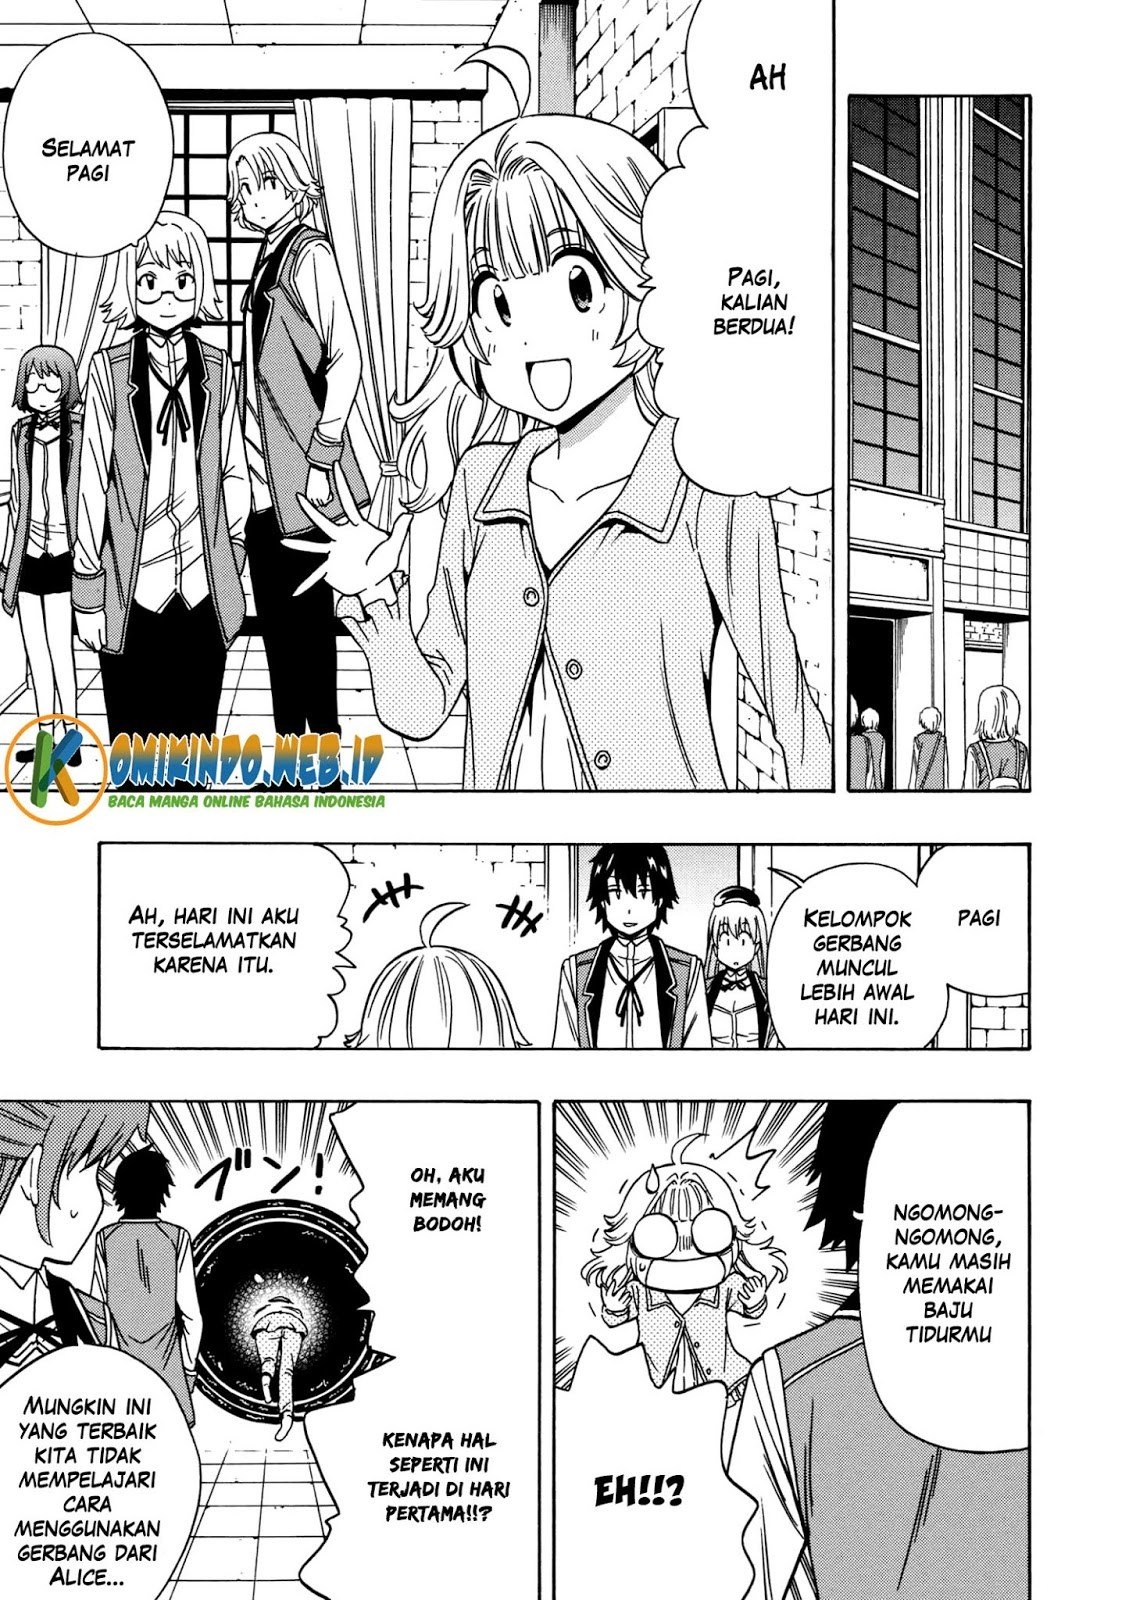 AH
PAGI,
KALIAN
BERDUA!
SELAMAT
PAGI
KOMIKINDO.WEB.ID
BACA MANGA ONLINE BAHASA INDONESIA
PAGI
KELOMPOK
GERBANG
MUNCUL
LEBIH AWAL
HARI INI.
AH, HARI INI AKU
TERSELAMATKAN
KARENA ITU.
NGOMONG-
NGOMONG,
KAMU MASIH
MEMAKAI
BAJU
TIDURMU
EH!!?
OH, AKU
MEMANG
BODOH!
KENAPA HAL
SEPERTI INI
TERJADI DI HARI
PERTAMA!!?
ブン!
MUNGKIN INI
YANG TERBAIK
KITA TIDAK
MEMPELAJARI
CARA
MENGGUNAKAN
GERBANG DARI
ALICE...